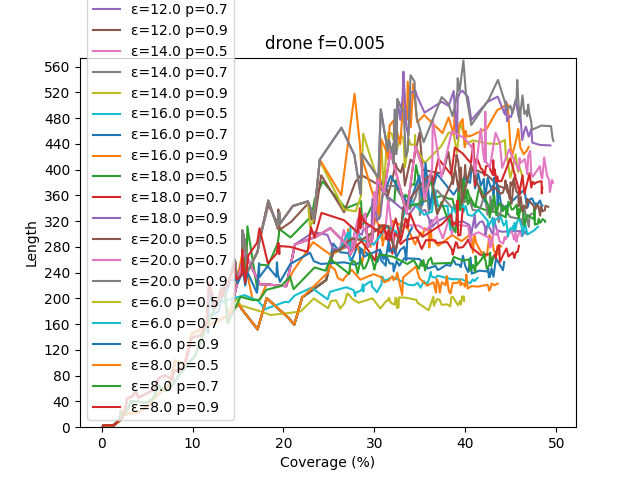 ε=12.0 p=0.7
ε=12.0 p=0.9
ε=14.0 p=0.5
ε=14.0 p=0.7
ε=14.0 p=0.9
ε=16.0 p=0.5
ε=16.0 p=0.7
ε=16.0 p=0.9
ε=18.0 p=0.5
ε=18.0 p=0.7
ε=18.0 p=0.9
ε=20.0 p=0.5
ε=20.0 p=0.7
ε=20.0 p=0.9
ε=6.0 p=0.5
ε=6.0 p=0.7
ε=6.0 p=0.9
ε=8.0 p=0.5
ε=8.0 p=0.7
ε=8.0 p=0.9
drone f=0.005
560
520
480
440
400
360
320
280
240
200
160
120
80
40
0
Length
0 10 20 30 40 50
Coverage (%)